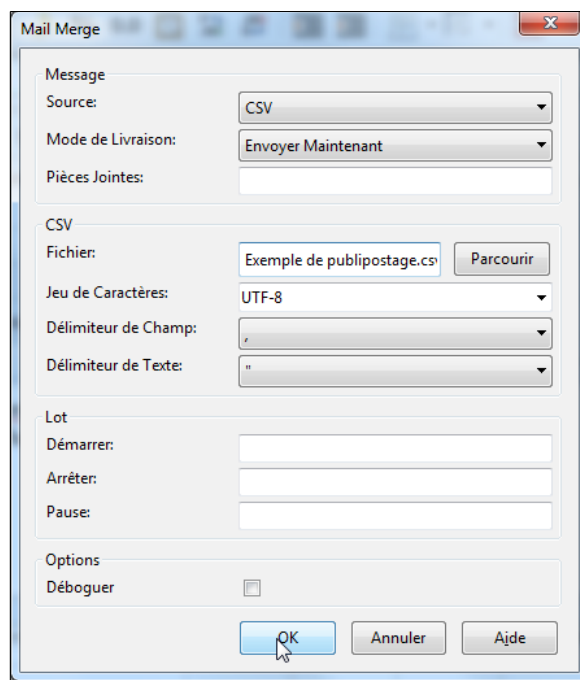 Mail Merge
Message
Source: CSV
Mode de Livraison: Envoyer Maintenant
Pièces Jointes:
CSV
Fichier: Exemple de publipostage.csv Parcourir
Jeu de Caractères: UTF-8
Délimiteur de Champ: ,
Délimiteur de Texte: "
Lot
Démarrer:
Arrêter:
Pause:
Options
Déboguer
OK Annuler Aide